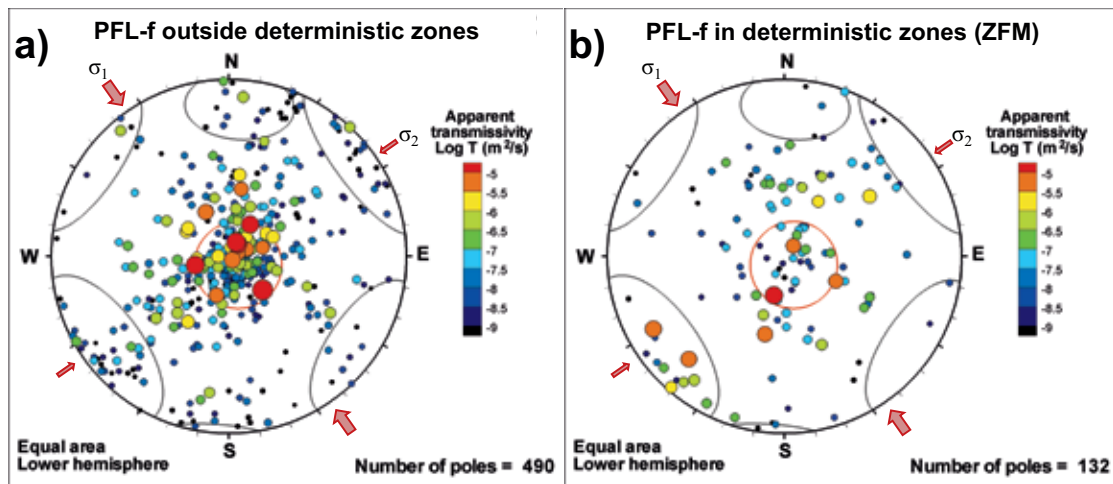 a)
PFL-f outside deterministic zones
N
σ1
σ2
W
E
S
Apparent
transmissivity
Log T (m²/s)
-5
-5.5
-6
-6.5
-7
-7.5
-8
-8.5
-9
Equal area
Lower hemisphere
Number of poles = 490
b)
PFL-f in deterministic zones (ZFM)
N
σ1
σ2
W
E
S
Apparent
transmissivity
Log T (m²/s)
-5
-5.5
-6
-6.5
-7
-7.5
-8
-8.5
-9
Equal area
Lower hemisphere
Number of poles = 132